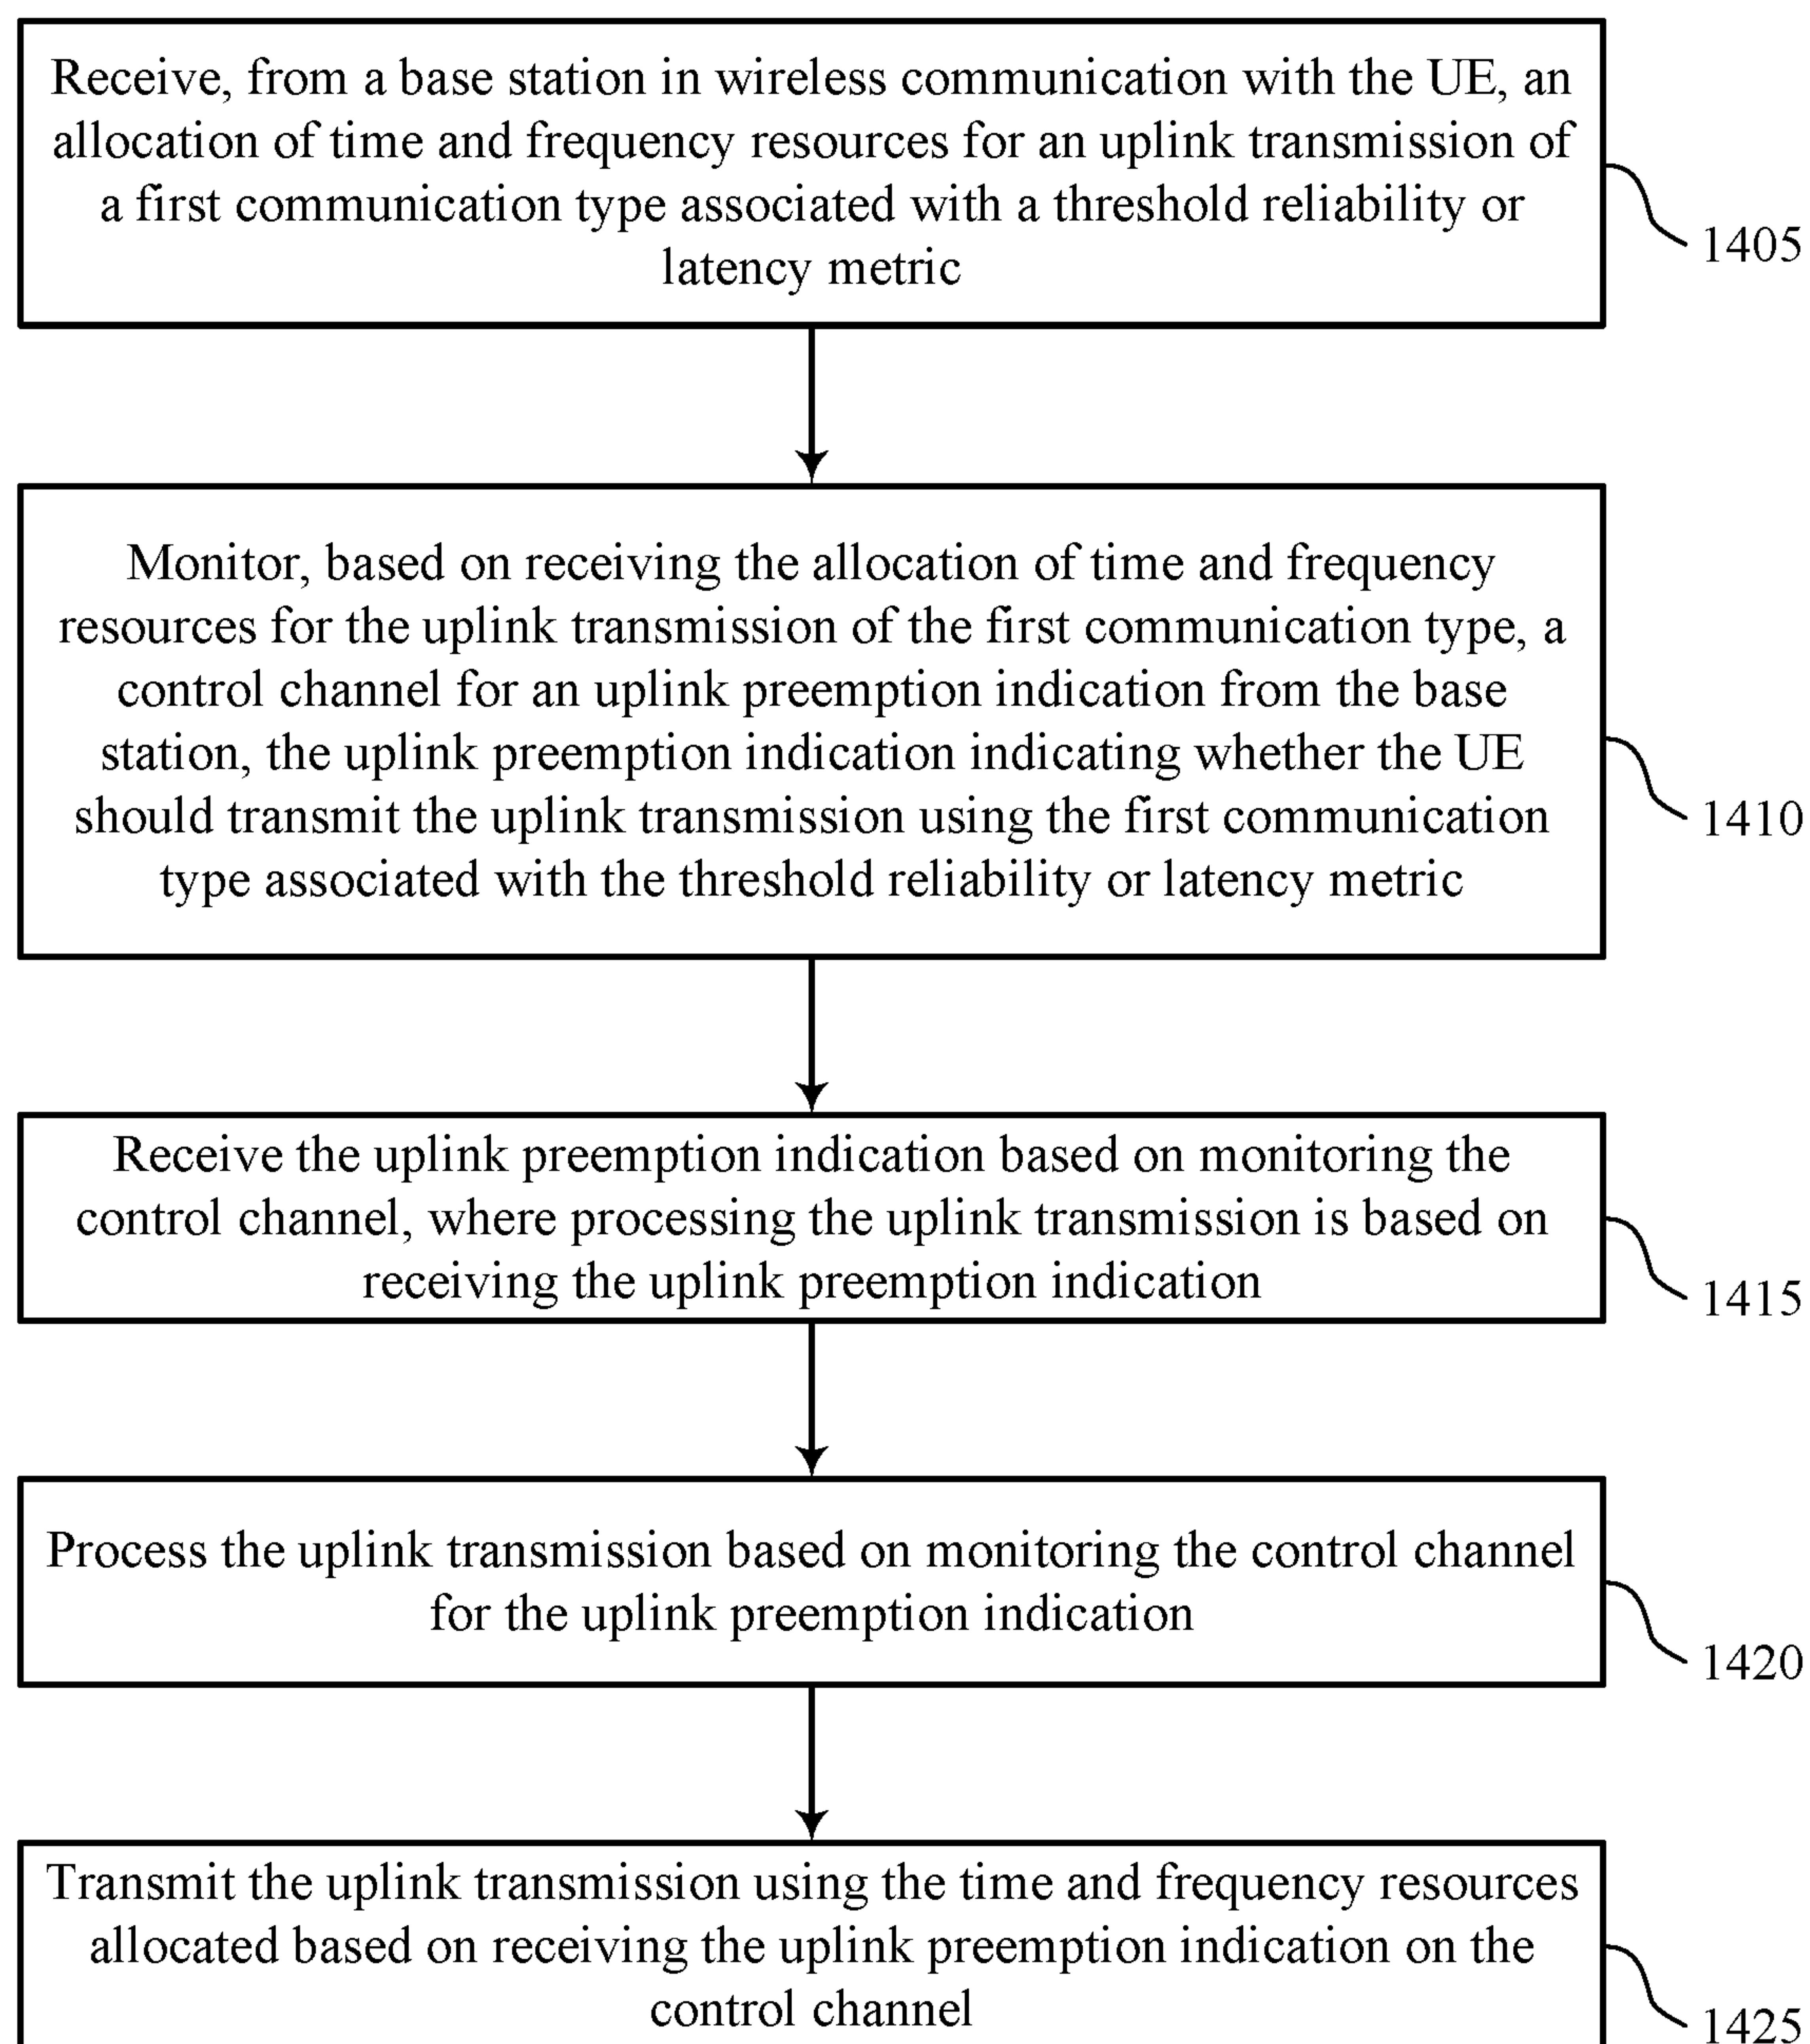 Receive, from a base station in wireless communication with the UE, an
allocation of time and frequency resources for an uplink transmission of
a first communication type associated with a threshold reliability or
latency metric
1405
Monitor, based on receiving the allocation of time and frequency
resources for the uplink transmission of the first communication type, a
control channel for an uplink preemption indication from the base
station, the uplink preemption indication indicating whether the UE
should transmit the uplink transmission using the first communication
type associated with the threshold reliability or latency metric
1410
Receive the uplink preemption indication based on monitoring the
control channel, where processing the uplink transmission is based on
receiving the uplink preemption indication
1415
Process the uplink transmission based on monitoring the control channel
for the uplink preemption indication
1420
Transmit the uplink transmission using the time and frequency resources
allocated based on receiving the uplink preemption indication on the
control channel
1425